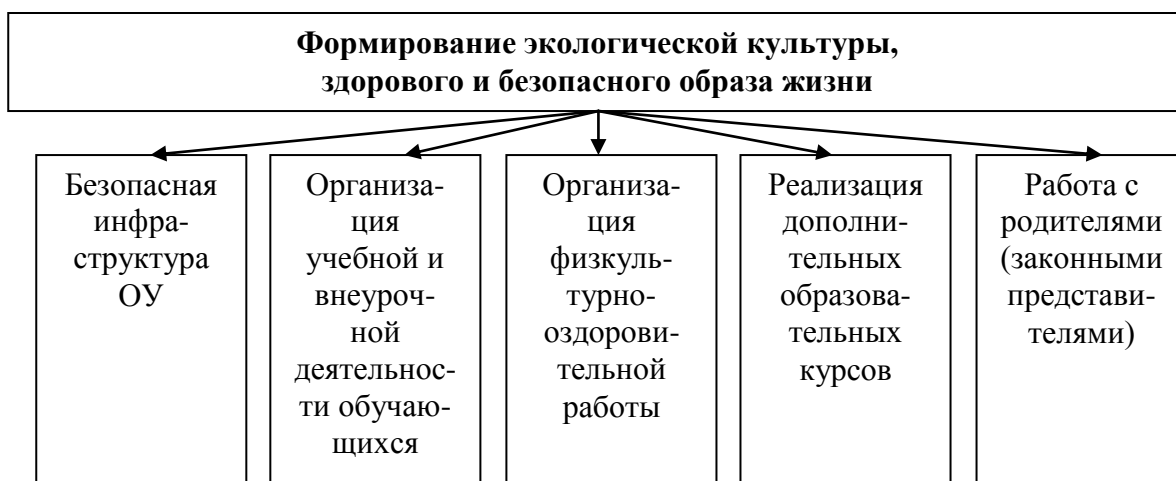 Формирование экологической культуры,
здорового и безопасного образа жизни
Безопасная
инфра-
структура
ОУ
Организа-
ция
учебной и
внеуроч-
ной
деятельнос-
ти обучаю-
щихся
Организа-
ция
физкуль-
турно-
оздорови-
тельной
работы
Реализация
дополни-
тельных
образова-
тельных
курсов
Работа с
родителями
(законными
представи-
телями)